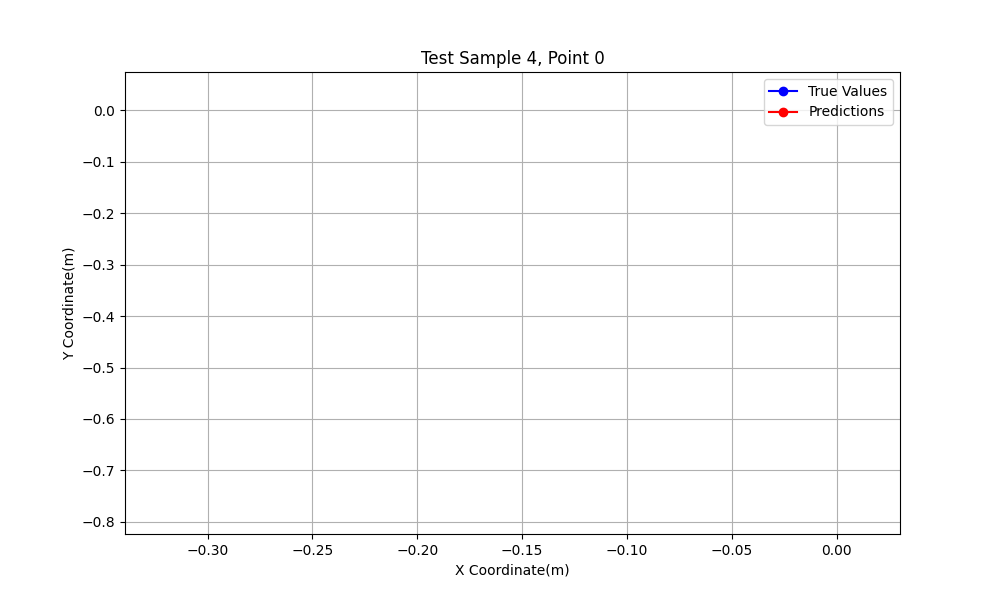 Test Sample 4, Point 0
True Values
Predictions
0.0
−0.1
−0.2
−0.3
−0.4
−0.5
−0.6
−0.7
−0.8
Y Coordinate(m)
−0.30 −0.25 −0.20 −0.15 −0.10 −0.05 0.00
X Coordinate(m)